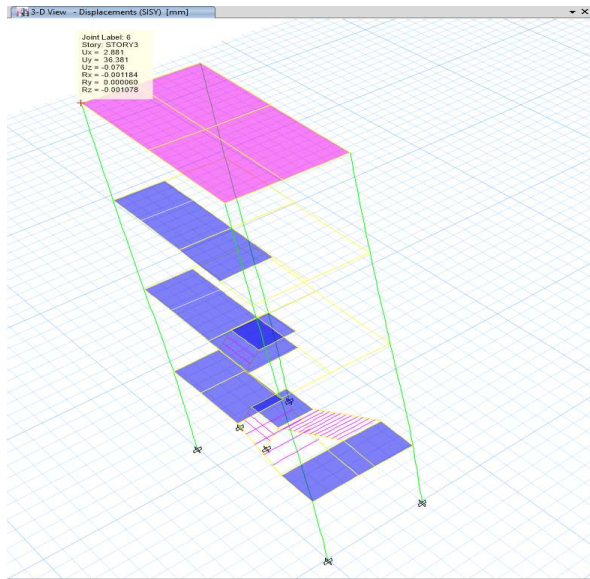 3-D View - Displacements (SISY) [mm]
Joint Label: 6
Story: STORY3
Ux = 2.881
Uy = 36.381
Uz = -0.076
Rx = -0.001184
Ry = 0.000060
Rz = -0.001078